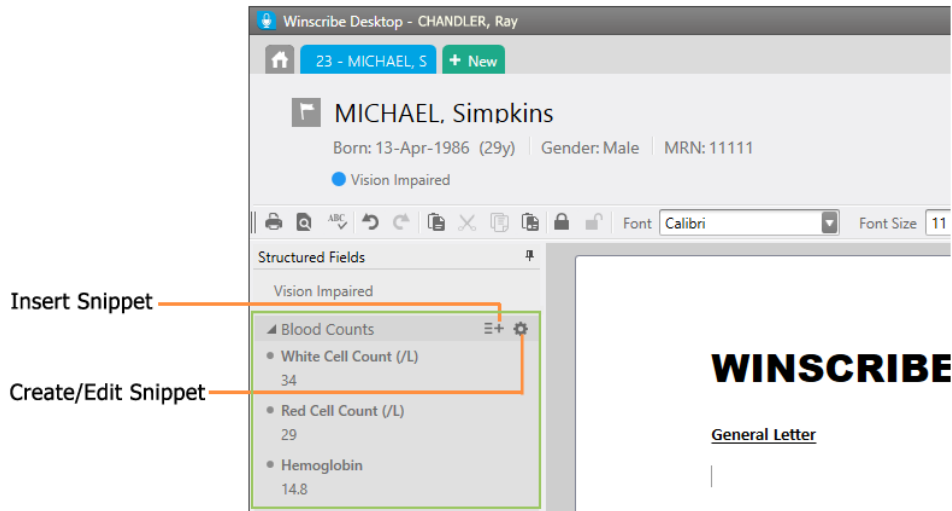 Winscribe Desktop - CHANDLER, Ray
23 - MICHAEL, S
+ New
MICHAEL, Simpkins
Born: 13-Apr-1986 (29y) Gender: Male MRN: 11111
Vision Impaired
ABC Font Calibri Font Size 11
Structured Fields
Vision Impaired
Insert Snippet
Blood Counts
White Cell Count (/L)
34
Create/Edit Snippet
Red Cell Count (/L)
29
Hemoglobin
14.8
WINSCRIBE
General Letter